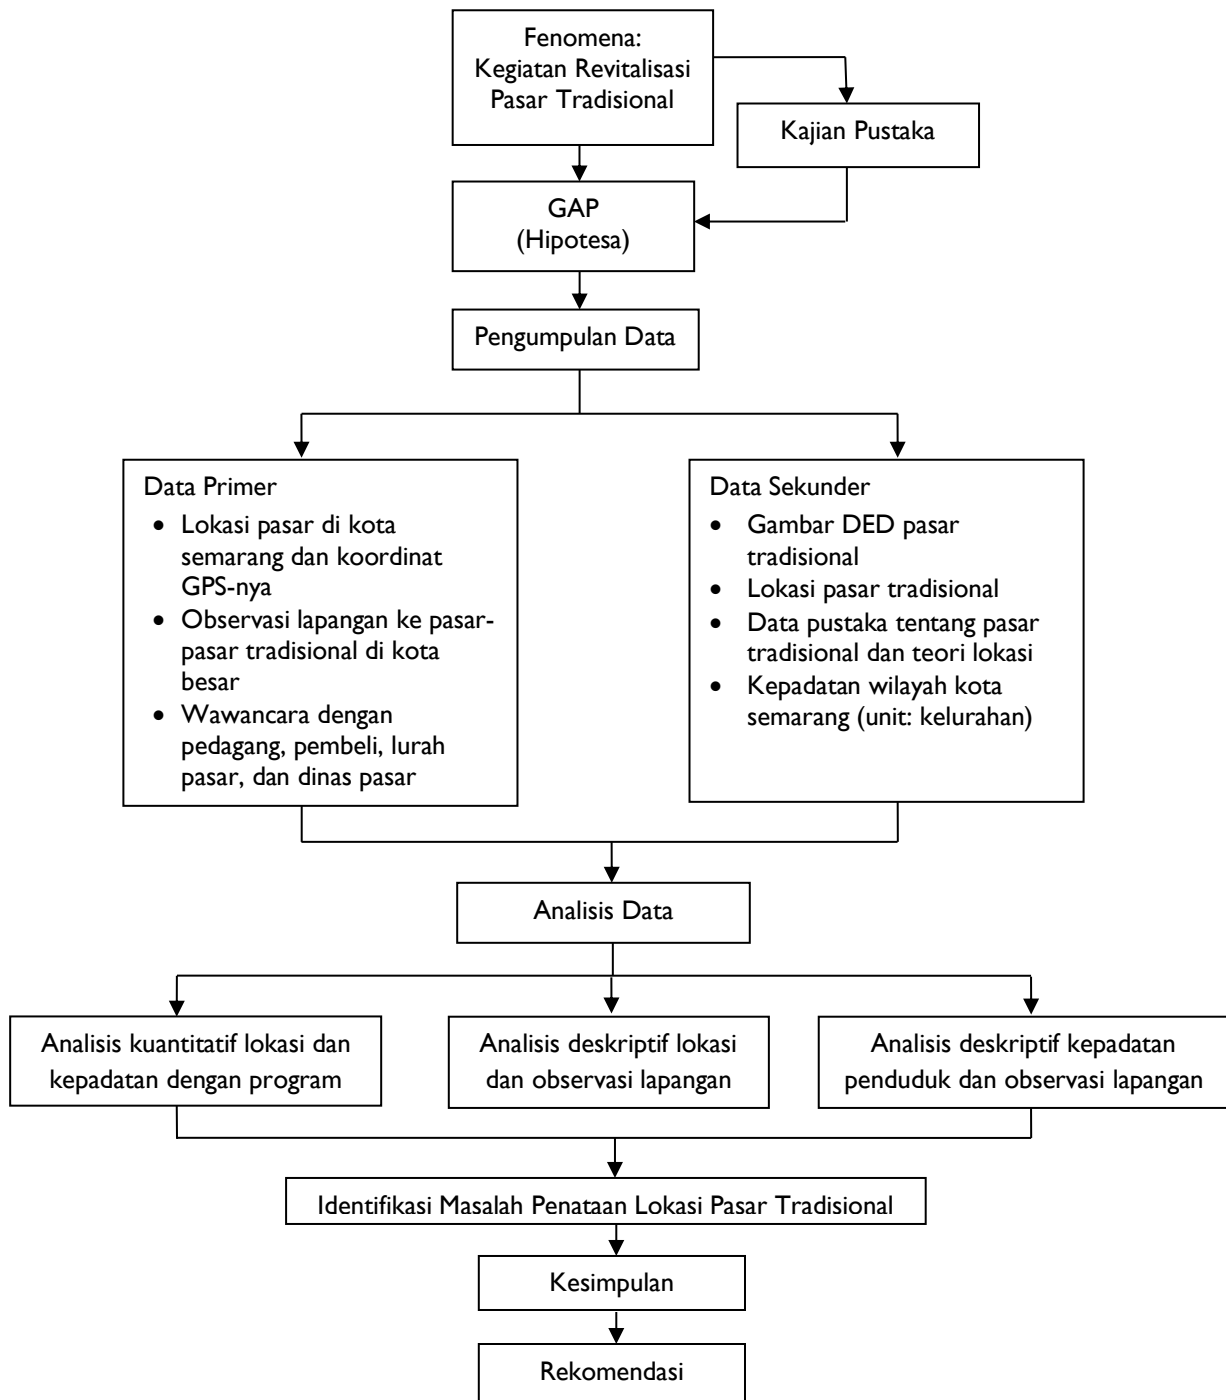 Fenomena:
Kegiatan Revitalisasi
Pasar Tradisional
Kajian Pustaka
GAP
(Hipotesa)
Pengumpulan Data
Data Primer
• Lokasi pasar di kota
semarang dan koordinat
GPS-nya
• Observasi lapangan ke pasar-
pasar tradisional di kota
besar
• Wawancara dengan
pedagang, pembeli, lurah
pasar, dan dinas pasar
Data Sekunder
• Gambar DED pasar
tradisional
• Lokasi pasar tradisional
• Data pustaka tentang pasar
tradisional dan teori lokasi
• Kepadatan wilayah kota
semarang (unit: kelurahan)
Analisis Data
Analisis kuantitatif lokasi dan
kepadatan dengan program
Analisis deskriptif lokasi
dan observasi lapangan
Analisis deskriptif kepadatan
penduduk dan observasi lapangan
Identifikasi Masalah Penataan Lokasi Pasar Tradisional
Kesimpulan
Rekomendasi